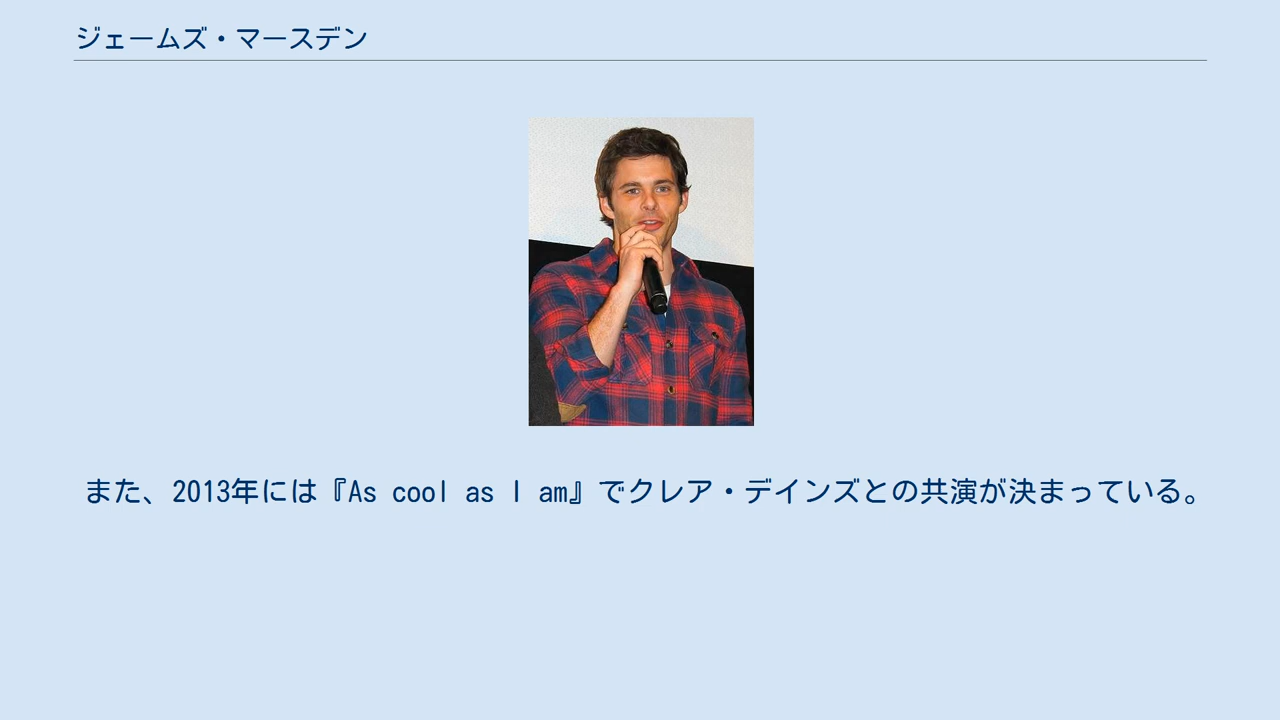 ジェームズ・マースデン
また、2013年には『As cool as I am』でクレア・デインズとの共演が決まっている。